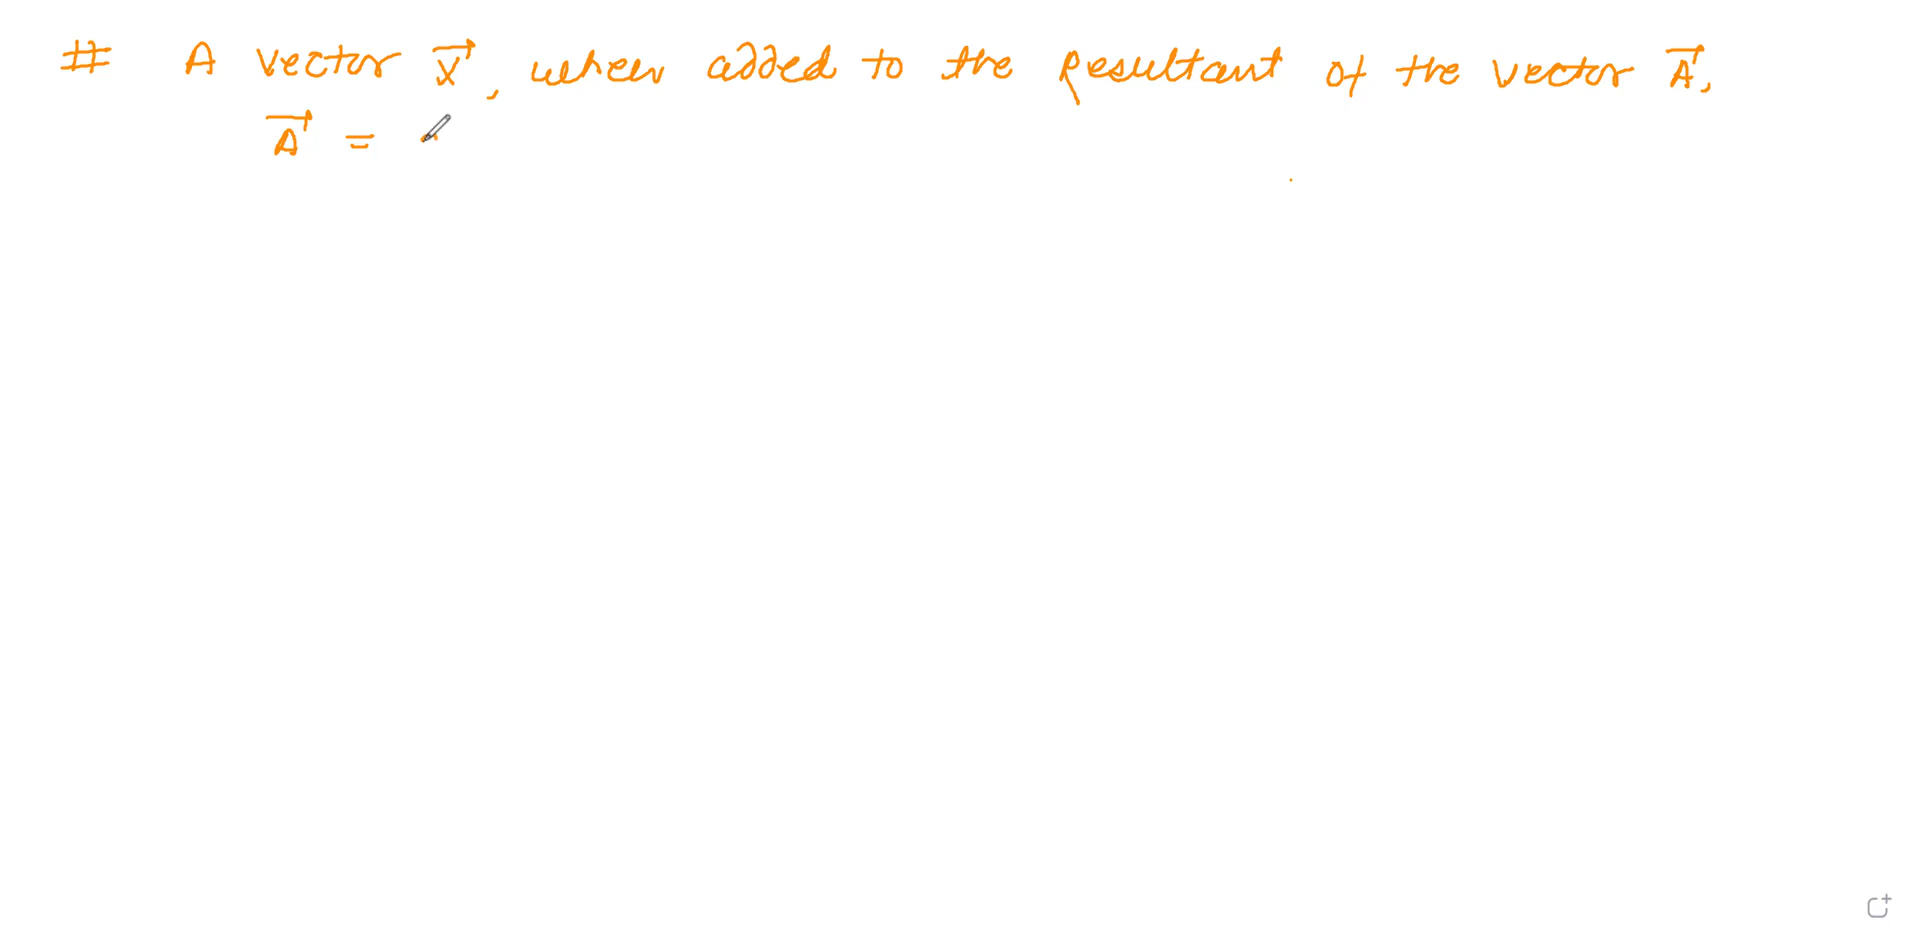 # A vector X⃗, when added to the resultant of the vector A⃗,
A⃗ =